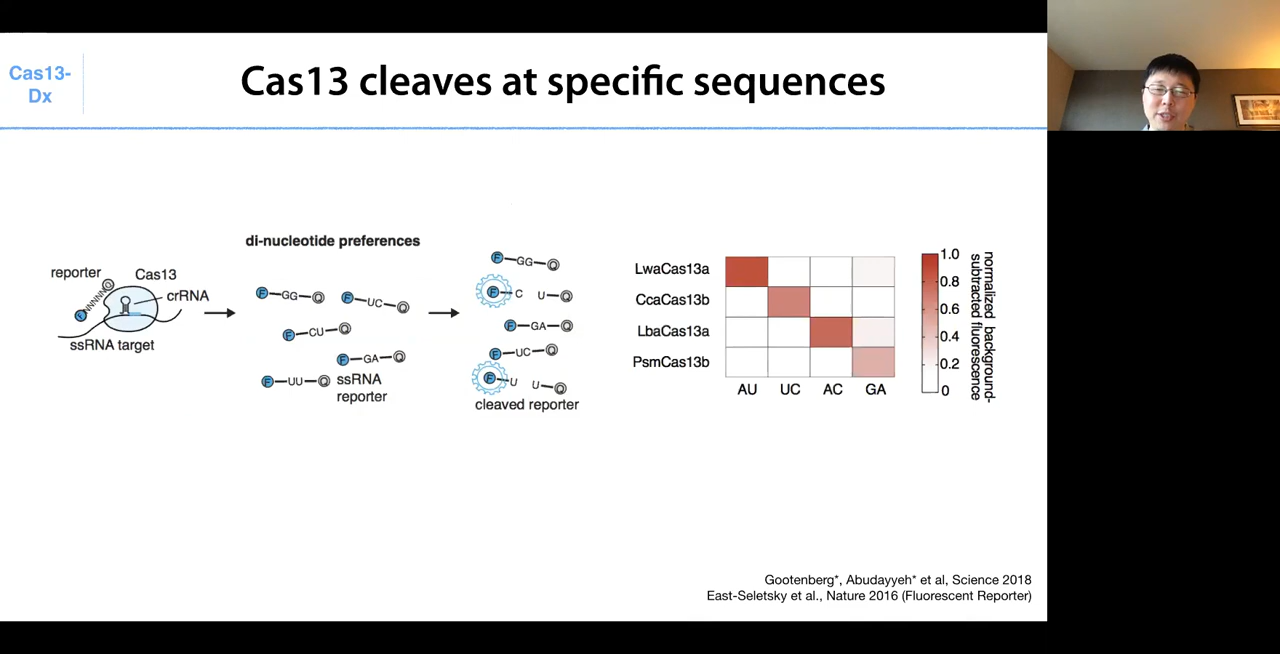 Cas13-
Dx
Cas13 cleaves at specific sequences
reporter
Cas13
crRNA
NNNNN
Q
F
ssRNA target
di-nucleotide preferences
F GG Q
F UC Q
F CU Q
F GA Q
F UU Q
ssRNA
reporter
F GG Q
F C U Q
F GA Q
F UC Q
F U U Q
cleaved reporter
LwaCas13a
CcaCas13b
LbaCas13a
PsmCas13b
AU UC AC GA
1.0
0.8
0.6
0.4
0.2
0
normalized background-
subtracted fluorescence
Gootenberg*, Abudayyeh* et al, Science 2018
East-Seletsky et al., Nature 2016 (Fluorescent Reporter)